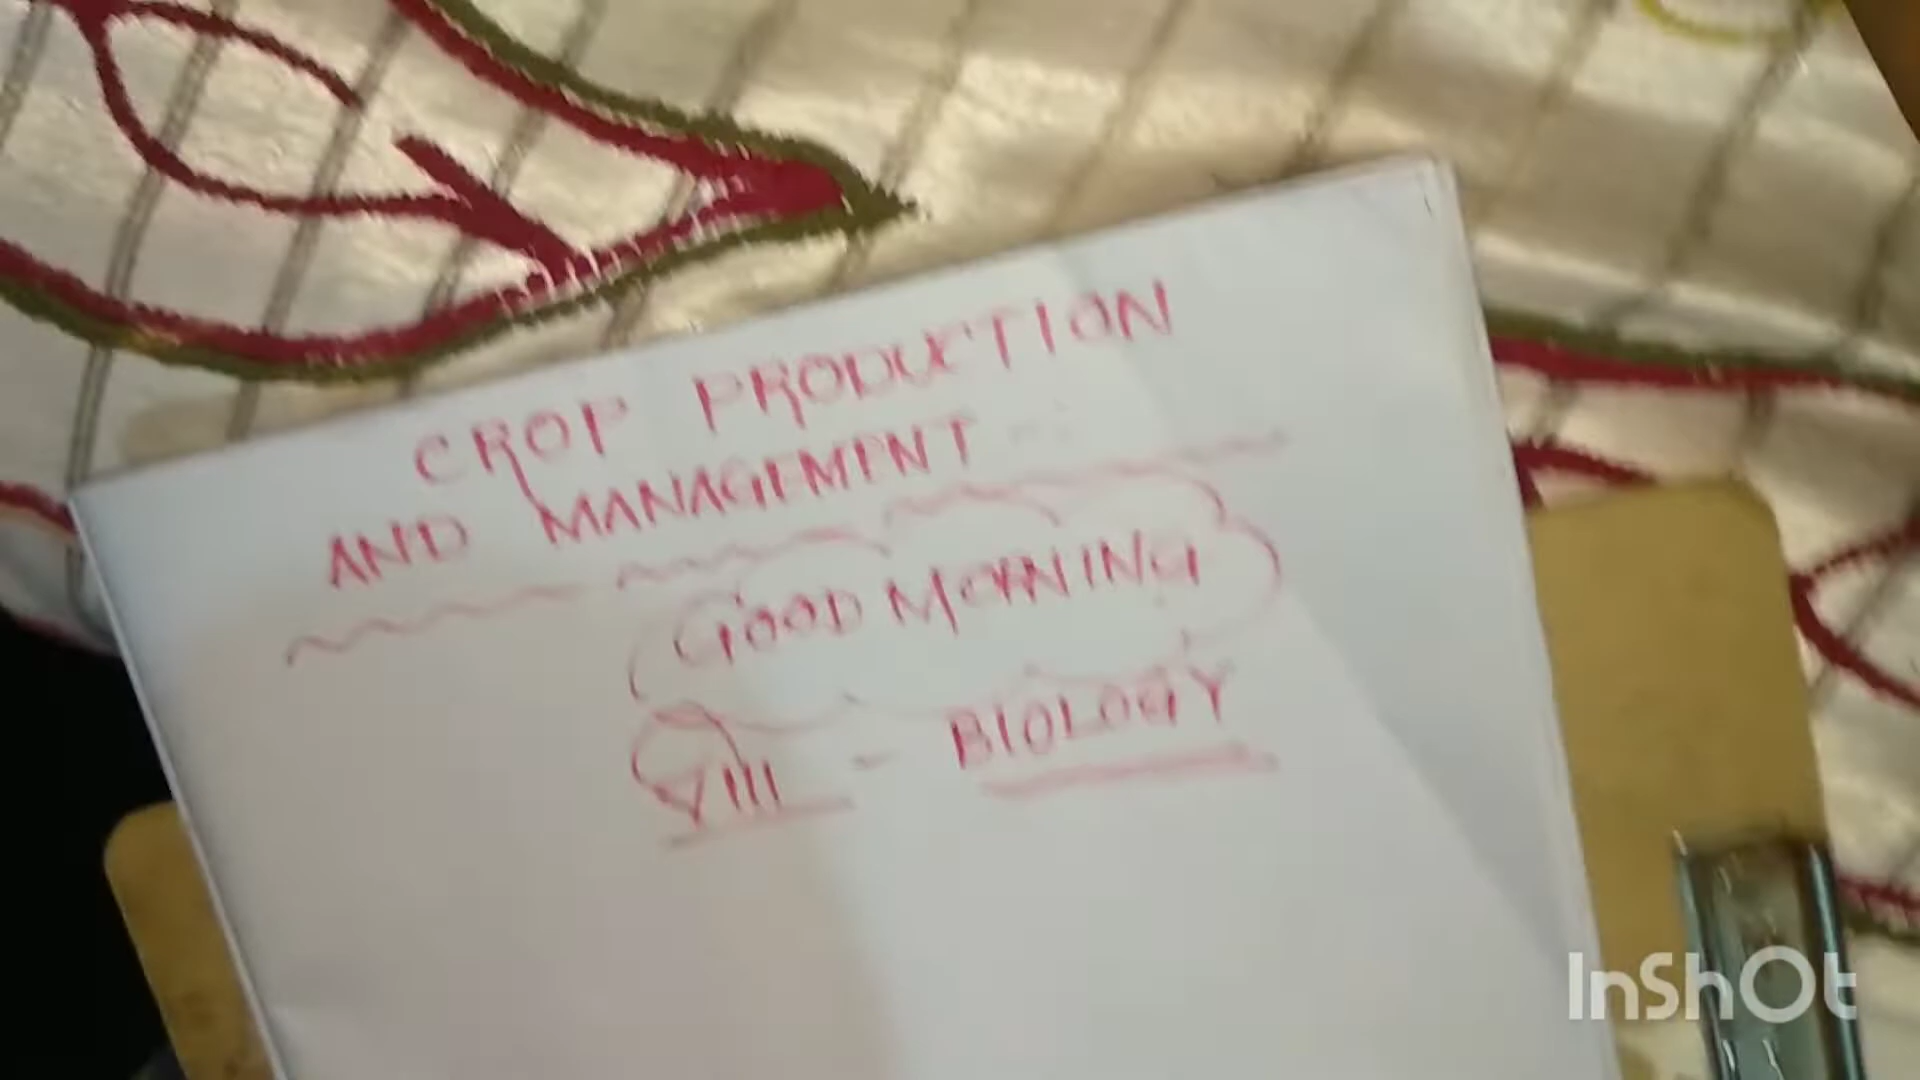 CROP PRODUCTION
AND MANAGEMENT
GOOD MORNING
VIII - BIOLOGY
InShOt